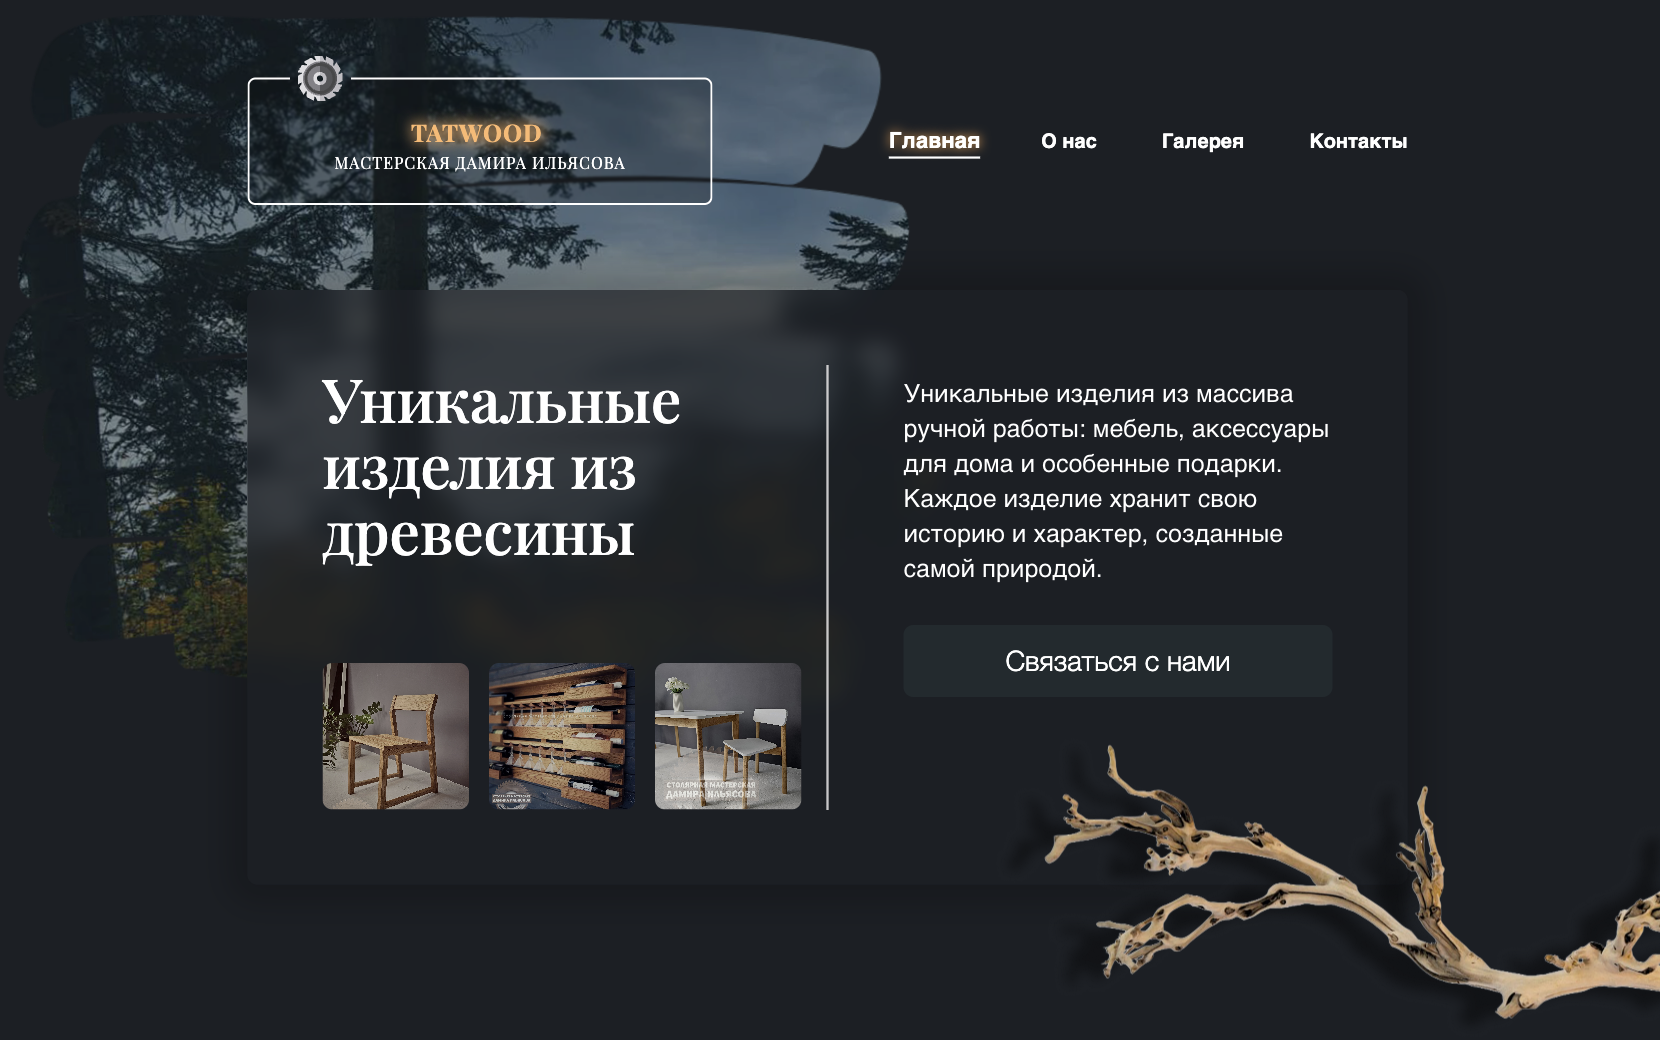 TATWOOD
МАСТЕРСКАЯ ДАМИРА ИЛЬЯСОВА
Главная
О нас
Галерея
Контакты
Уникальные
изделия из
древесины
Уникальные изделия из массива
ручной работы: мебель, аксессуары
для дома и особенные подарки.
Каждое изделие хранит свою
историю и характер, созданные
самой природой.
Связаться с нами
СТОЛЯРНАЯ МАСТЕРСКАЯ
ДАМИРА ИЛЬЯСОВА